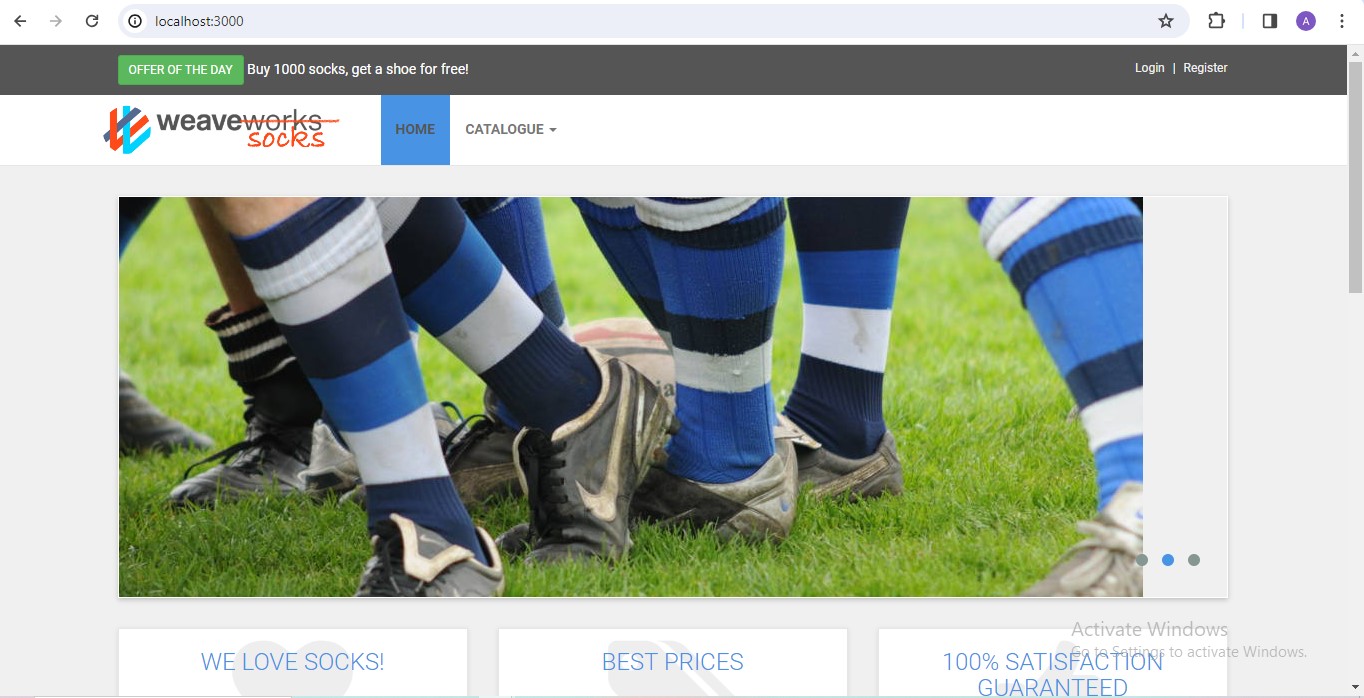 localhost:3000
A
OFFER OF THE DAY Buy 1000 socks, get a shoe for free!
Login | Register
weaveworks
socks
HOME
CATALOGUE
WE LOVE SOCKS!
BEST PRICES
100% SATISFACTION
GUARANTEED
Activate Windows
Go to Settings to activate Windows.